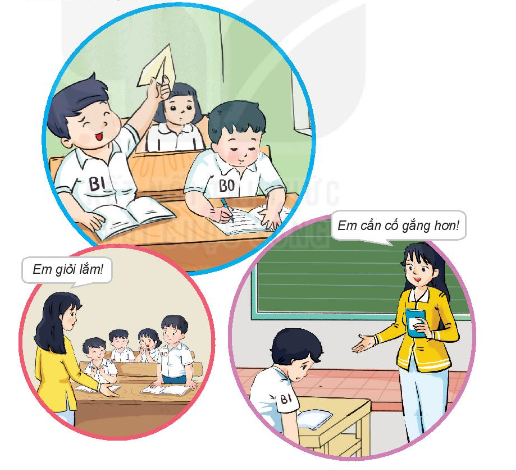 BI
BO
Em giỏi lắm!
Em cần cố gắng hơn!
BI